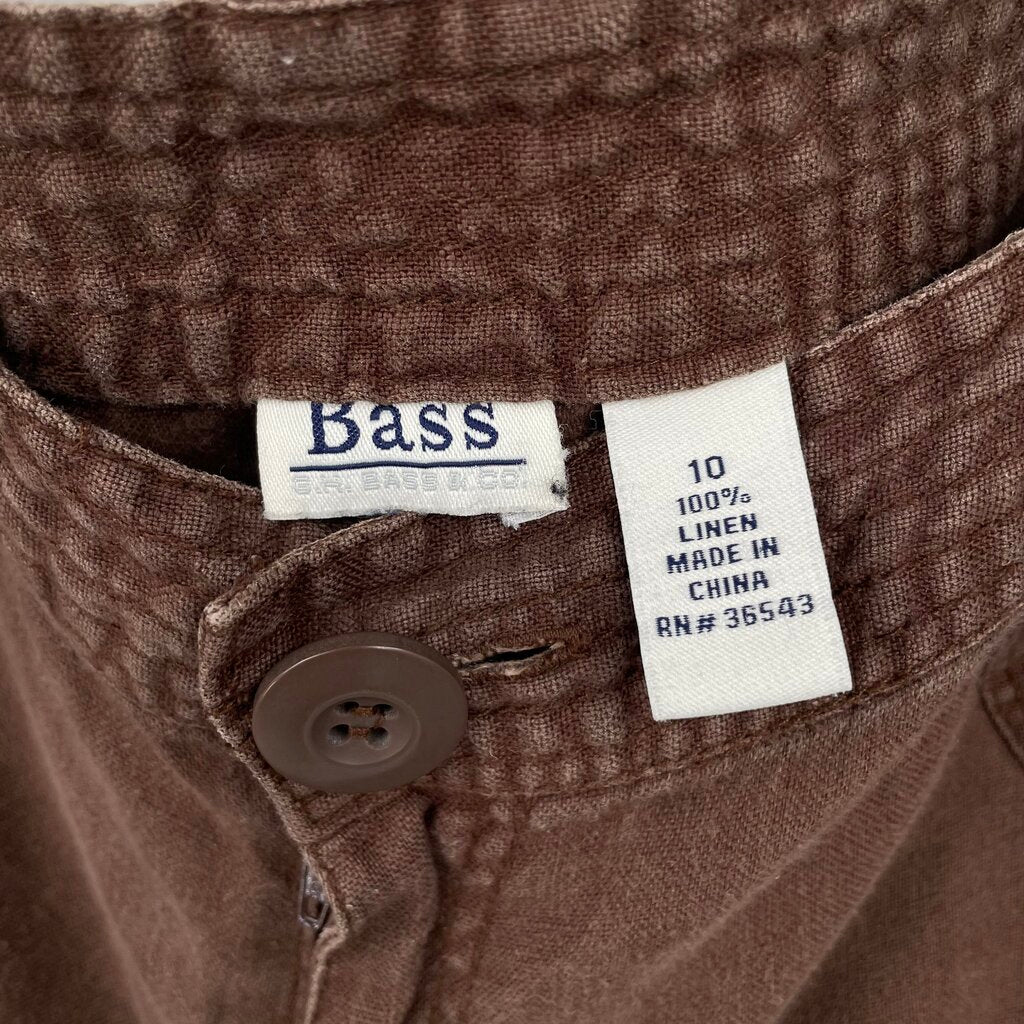 Bass
G.H. BASS & CO.
10
100%
LINEN
MADE IN
CHINA
RN# 36543